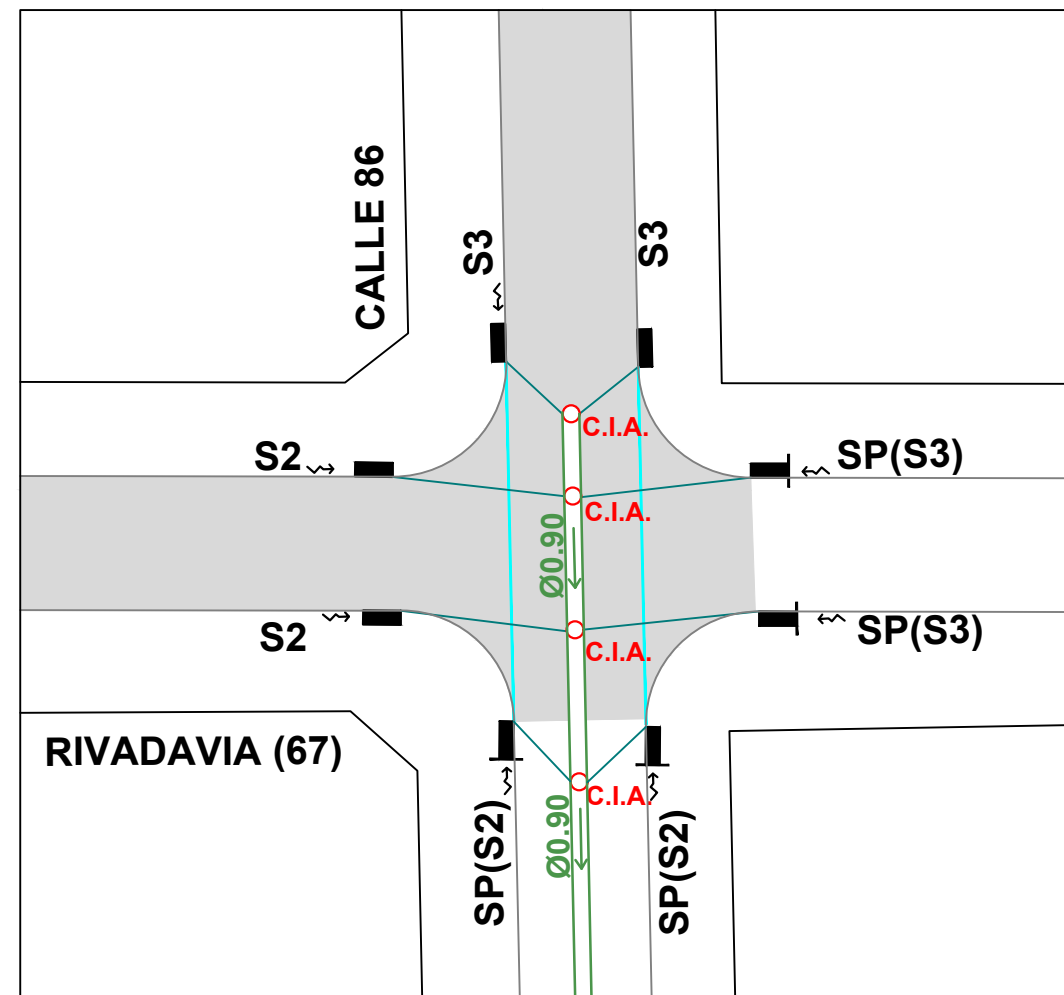 CALLE 86
S3
S3
C.I.A.
S2
SP(S3)
C.I.A.
Ø0.90
S2
SP(S3)
C.I.A.
RIVADAVIA (67)
C.I.A.
Ø0.90
SP(S2)
SP(S2)